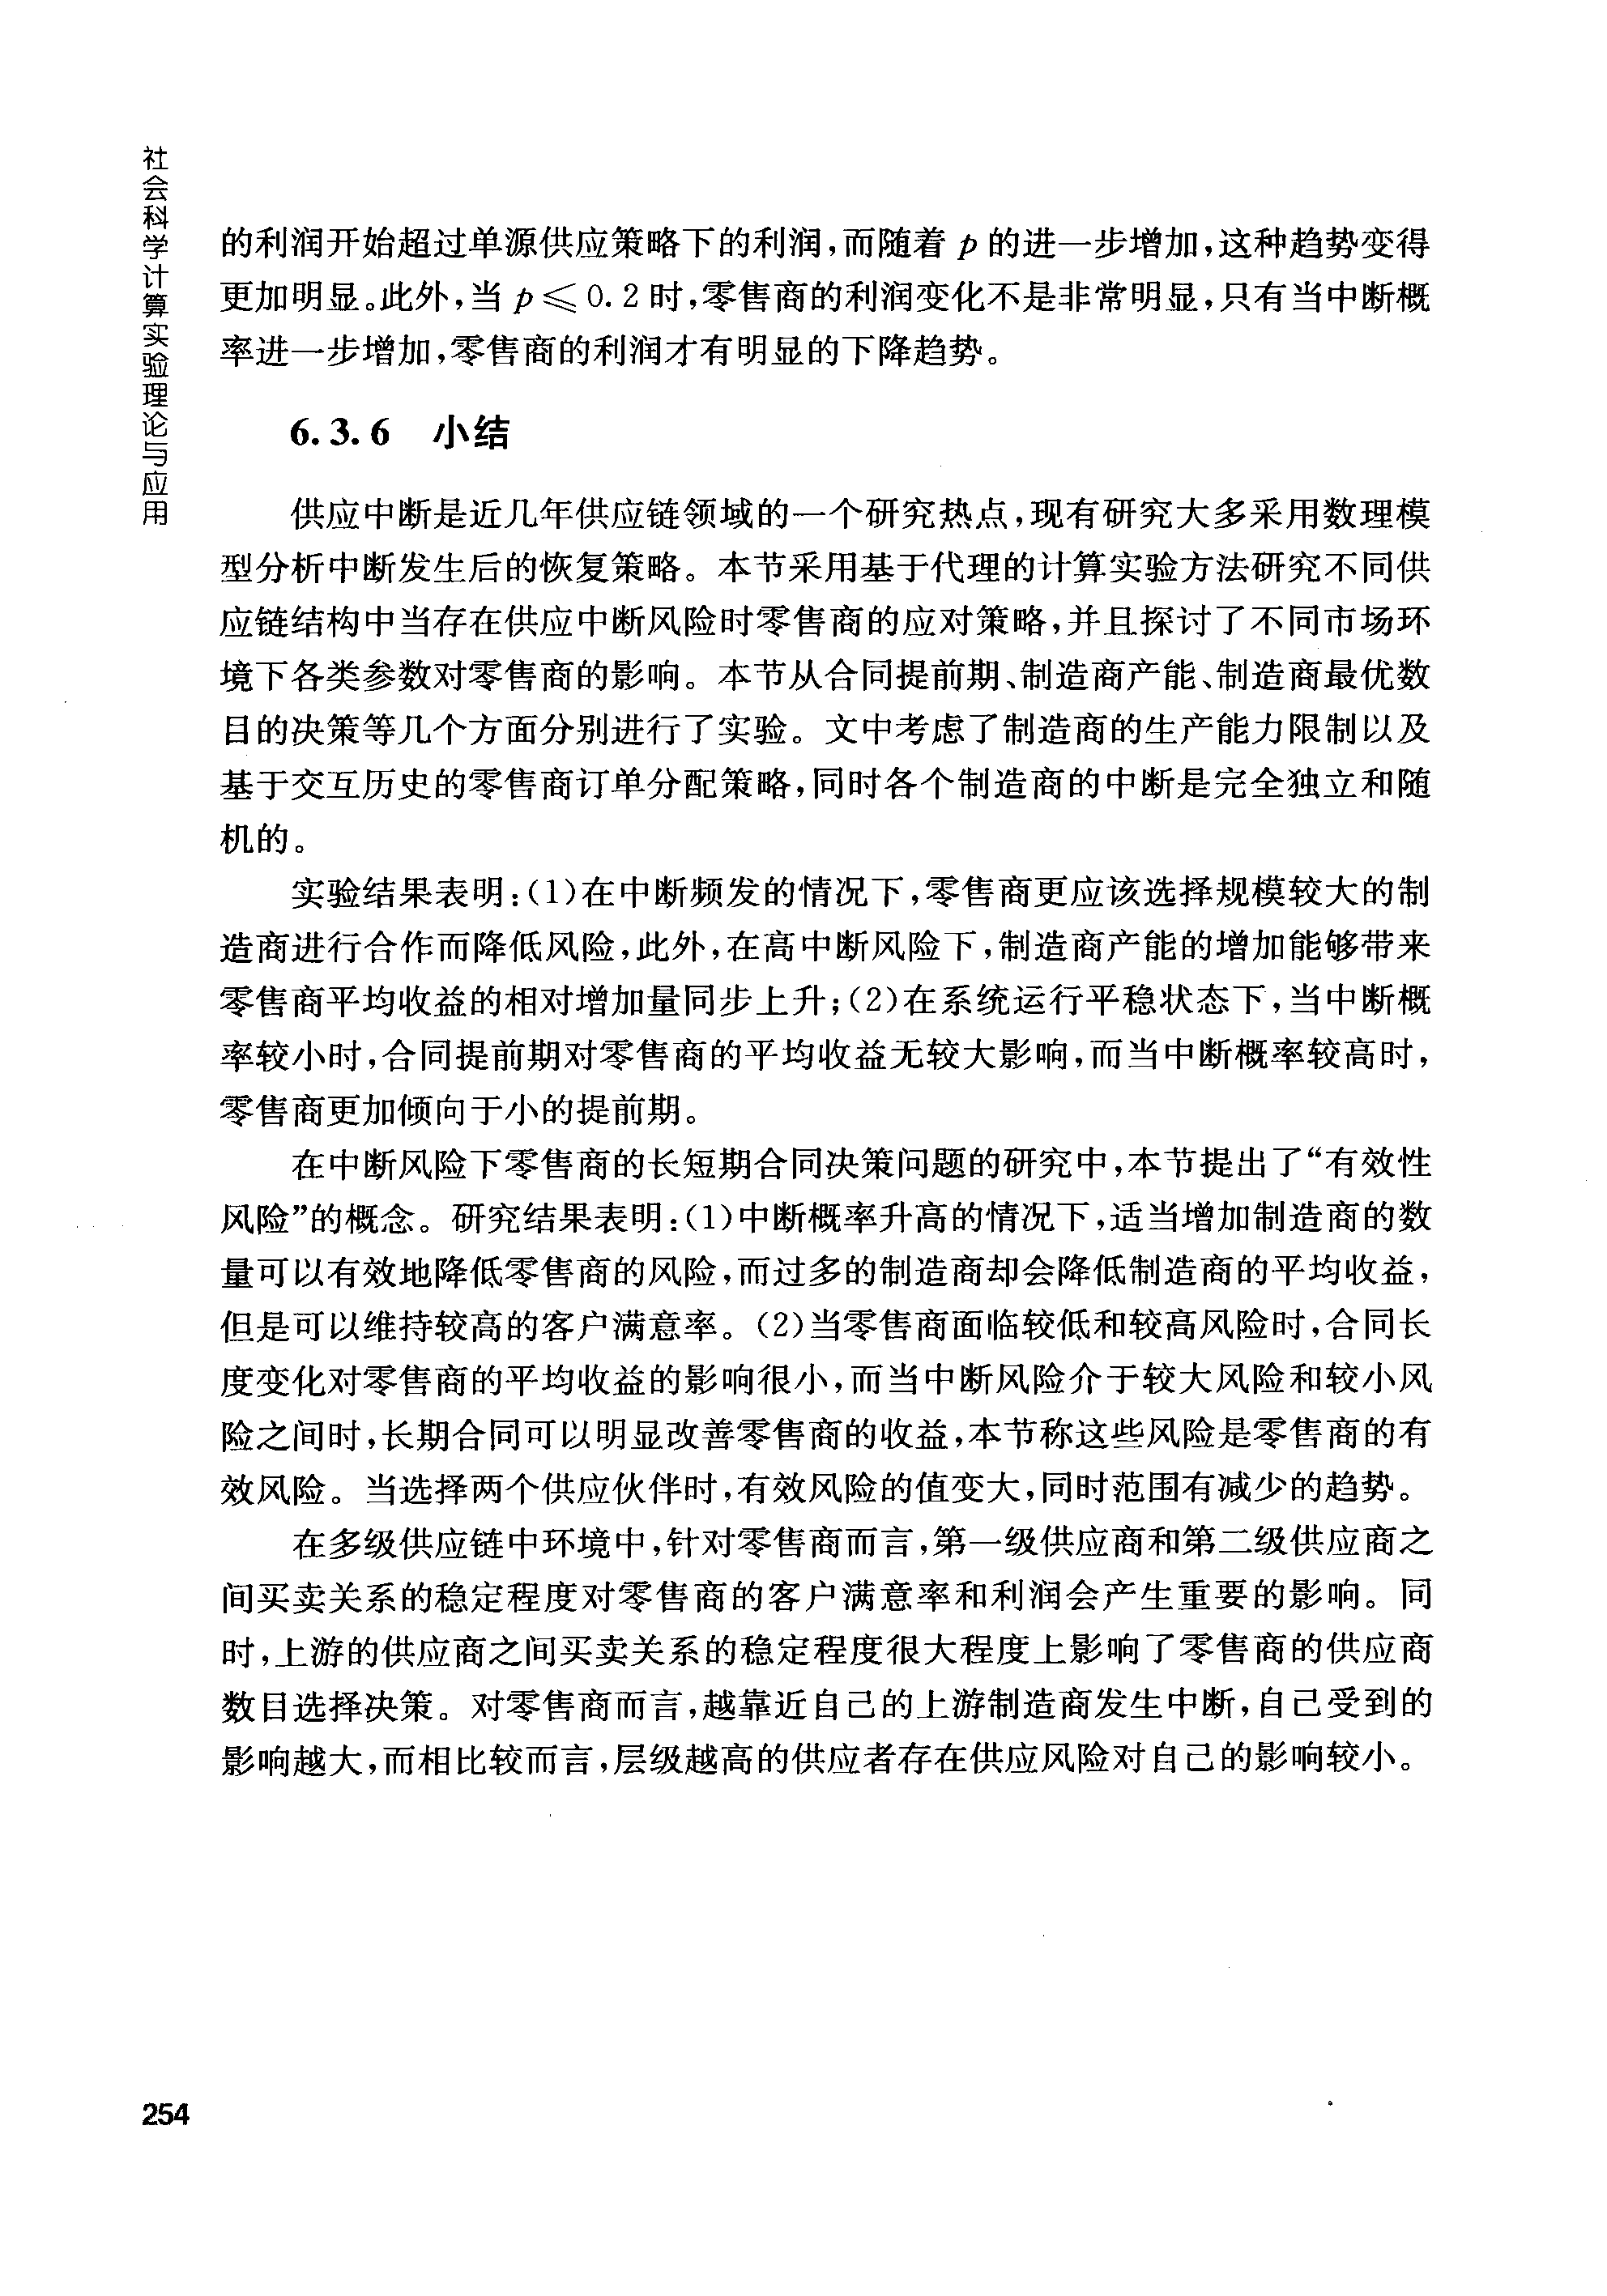 社会科学计算实验理论与应用
的利润开始超过单源供应策略下的利润,而随着 p 的进一步增加,这种趋势变得
更加明显。此外,当 p≤0.2时,零售商的利润变化不是非常明显,只有当中断概
率进一步增加,零售商的利润才有明显的下降趋势。
6.3.6 小结
供应中断是近几年供应链领域的一个研究热点,现有研究大多采用数理模
型分析中断发生后的恢复策略。本节采用基于代理的计算实验方法研究不同供
应链结构中当存在供应中断风险时零售商的应对策略,并且探讨了不同市场环
境下各类参数对零售商的影响。本节从合同提前期、制造商产能、制造商最优数
目的决策等几个方面分别进行了实验。文中考虑了制造商的生产能力限制以及
基于交互历史的零售商订单分配策略,同时各个制造商的中断是完全独立和随
机的。
实验结果表明:(1)在中断频发的情况下,零售商更应该选择规模较大的制
造商进行合作而降低风险,此外,在高中断风险下,制造商产能的增加能够带来
零售商平均收益的相对增加量同步上升;(2)在系统运行平稳状态下,当中断概
率较小时,合同提前期对零售商的平均收益无较大影响,而当中断概率较高时,
零售商更加倾向于小的提前期。
在中断风险下零售商的长短期合同决策问题的研究中,本节提出了“有效性
风险”的概念。研究结果表明:(1)中断概率升高的情况下,适当增加制造商的数
量可以有效地降低零售商的风险,而过多的制造商却会降低制造商的平均收益,
但是可以维持较高的客户满意率。(2)当零售商面临较低和较高风险时,合同长
度变化对零售商的平均收益的影响很小,而当中断风险介于较大风险和较小风
险之间时,长期合同可以明显改善零售商的收益,本节称这些风险是零售商的有
效风险。当选择两个供应伙伴时,有效风险的值变大,同时范围有减少的趋势。
在多级供应链中环境中,针对零售商而言,第一级供应商和第二级供应商之
间买卖关系的稳定程度对零售商的客户满意率和利润会产生重要的影响。同
时,上游的供应商之间买卖关系的稳定程度很大程度上影响了零售商的供应商
数目选择决策。对零售商而言,越靠近自己的上游制造商发生中断,自己受到的
影响越大,而相比较而言,层级越高的供应者存在供应风险对自己的影响较小。
254